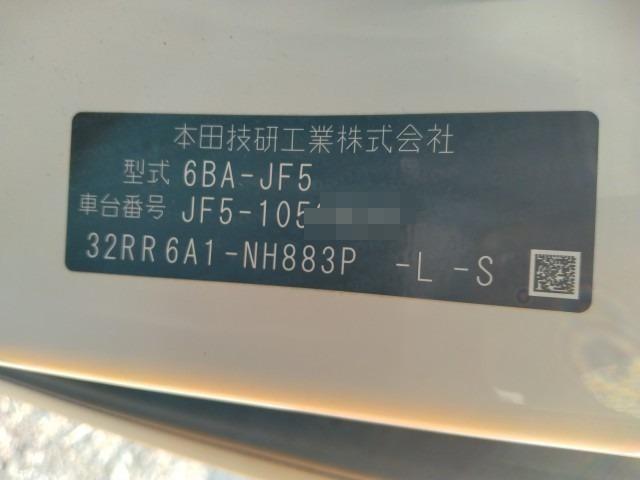 本田技研工業株式会社
型式 6BA-JF5
車台番号 JF5-105
32RR6A1-NH883P -L -S